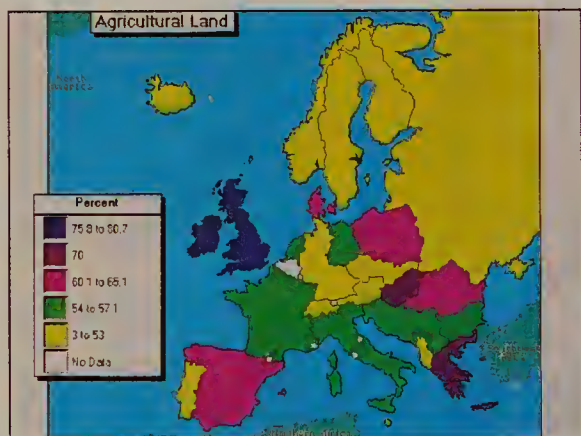 Agricultural Land
North
Percent
75.8 to 80.7
70
60.1 to 65.1
54 to 57.1
3 to 53
No Data